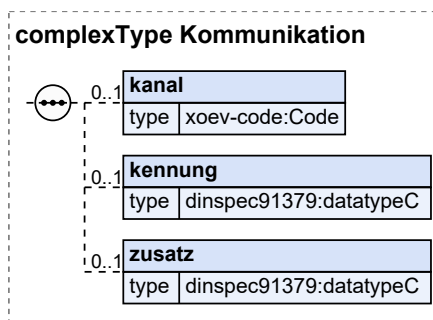 complexType Kommunikation
0..1 kanal
type xoev-code:Code
0..1 kennung
type dinspec91379:datatypeC
0..1 zusatz
type dinspec91379:datatypeC